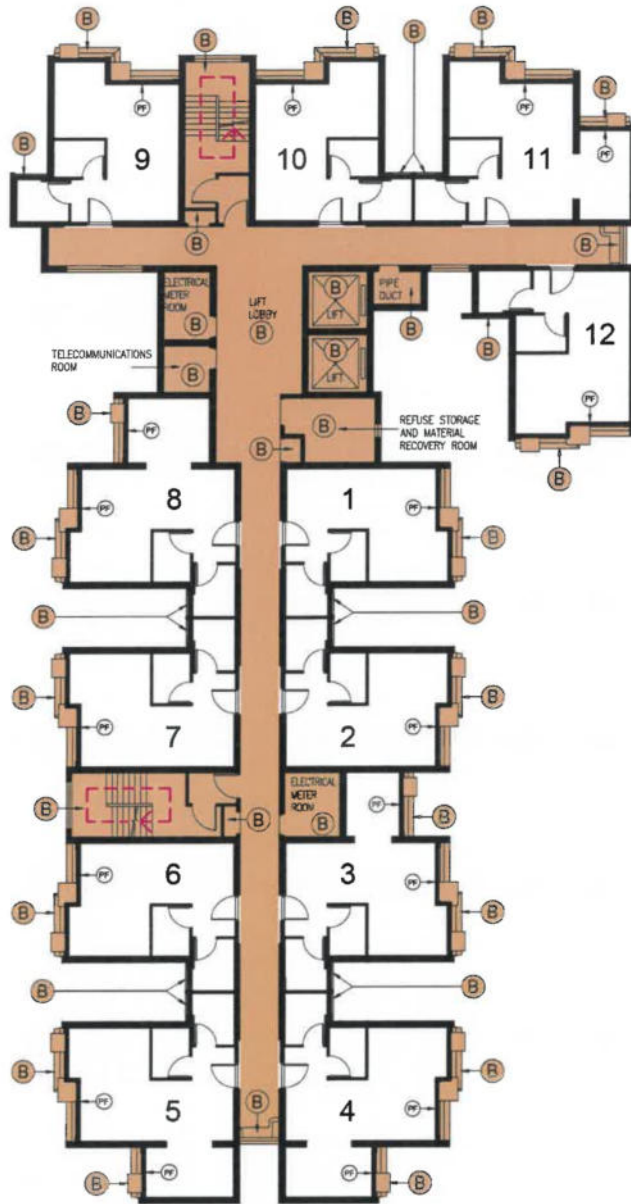 B
B
B
B
PF
PF
PF
B
B
PF
9
10
11
B
B
B
ELECTRICAL
METER
ROOM
LIFT
LOBBY
B
B
B
LIFT
PIPE
DUCT
B
B
12
TELECOMMUNICATIONS
ROOM
B
B
LIFT
PF
B
PF
B
REFUSE STORAGE
AND MATERIAL
RECOVERY ROOM
B
B
8
1
PF
PF
B
B
B
B
B
B
PF
PF
7
2
B
B
ELECTRICAL
METER
ROOM
B
PF
B
6
3
PF
PF
B
B
B
B
B
B
PF
PF
5
4
B
B
PF
PF
B